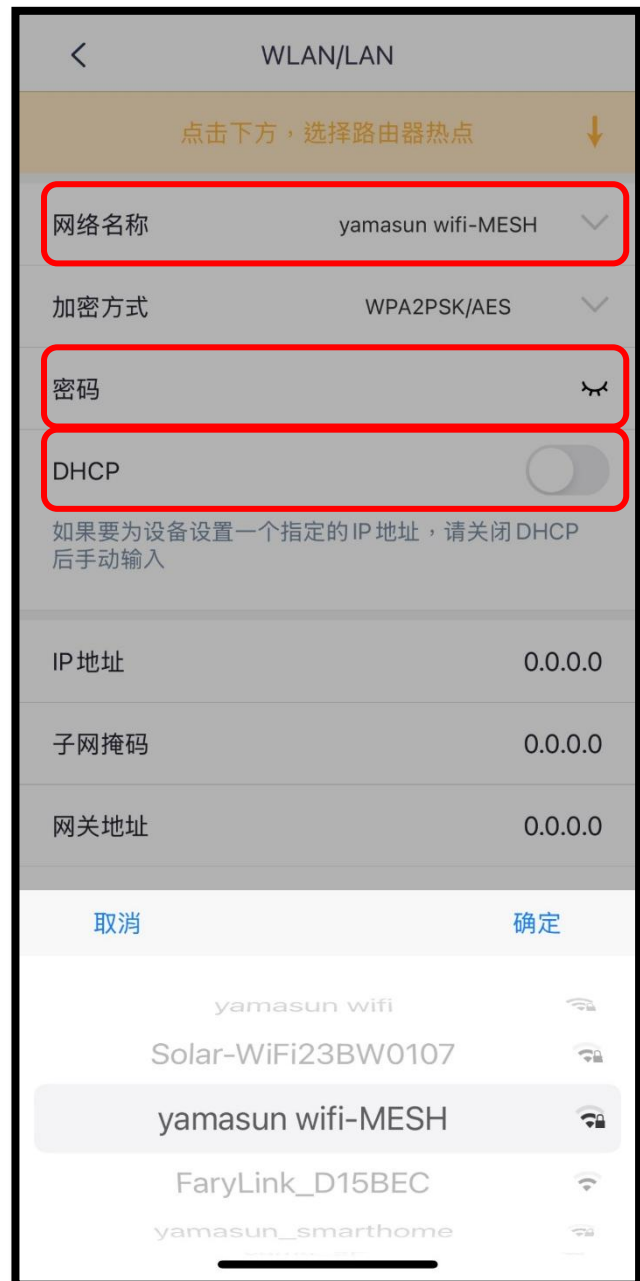 WLAN/LAN
点击下方，选择路由器热点
网络名称 yamasun wifi-MESH
加密方式 WPA2PSK/AES
密码
DHCP
如果要为设备设置一个指定的IP地址，请关闭DHCP
后手动输入
IP地址 0.0.0.0
子网掩码 0.0.0.0
网关地址 0.0.0.0
取消 确定
yamasun wifi
Solar-WiFi23BW0107
yamasun wifi-MESH
FaryLink_D15BEC
yamasun_smarthome